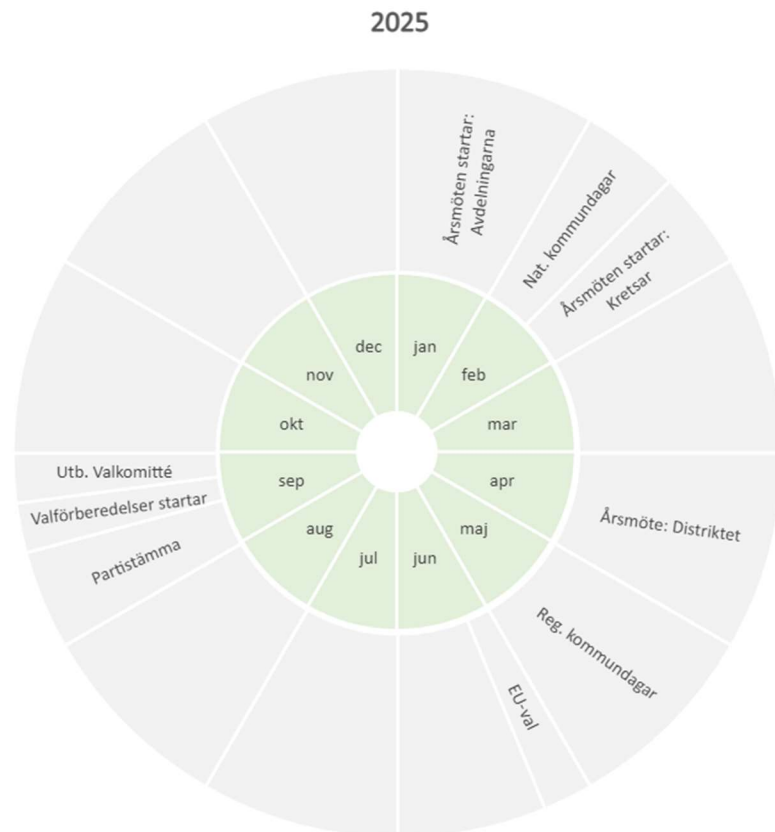 2025
Årsmöten startar:
Avdelningarna
Nat. kommundagar
Årsmöten startar:
Kretsar
jan
feb
mar
apr
maj
jun
jul
aug
sep
okt
nov
dec
Årsmöte: Distriktet
Reg. kommundagar
EU-val
Partistämma
Valförberedelser startar
Utb. Valkomitté